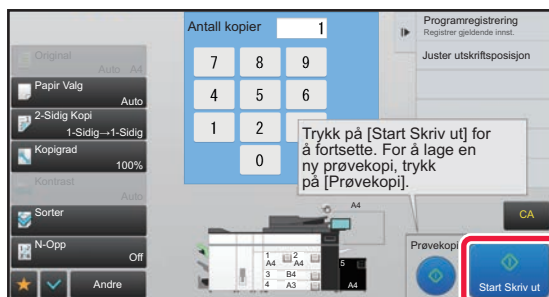 Antall kopier 1
Programregistrering
Registrer gjeldende innst.
Juster utskriftsposisjon
Original
Auto A4
Papir Valg
Auto
2-Sidig Kopi
1-Sidig→1-Sidig
Kopigrad
100%
Kontrast
Auto
Sorter
N-Opp
Off
Andre
7 8 9
4 5 6
1 2
0
Trykk på [Start Skriv ut] for
å fortsette. For å lage en
ny prøvekopi, trykk
på [Prøvekopi].
A4
1 A4 2 A4
3 B4
4 A3
5 A4
CA
Prøvekopi
Start Skriv ut